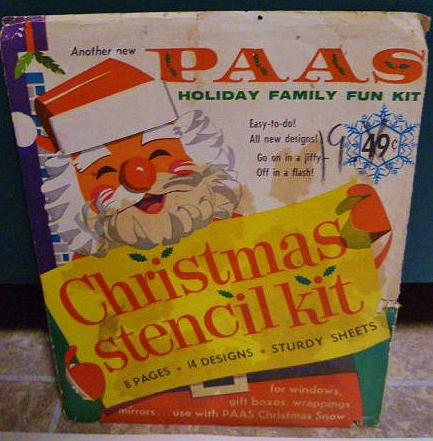 Another new
PAAS
HOLIDAY FAMILY FUN KIT
Easy-to-do!
All new designs!
Go on in a jiffy—
Off in a flash!
19
49¢
Christmas
stencil kit
8 PAGES • 14 DESIGNS • STURDY SHEETS
for windows,
gift boxes, wrappings,
mirrors... use with PAAS Christmas Snow